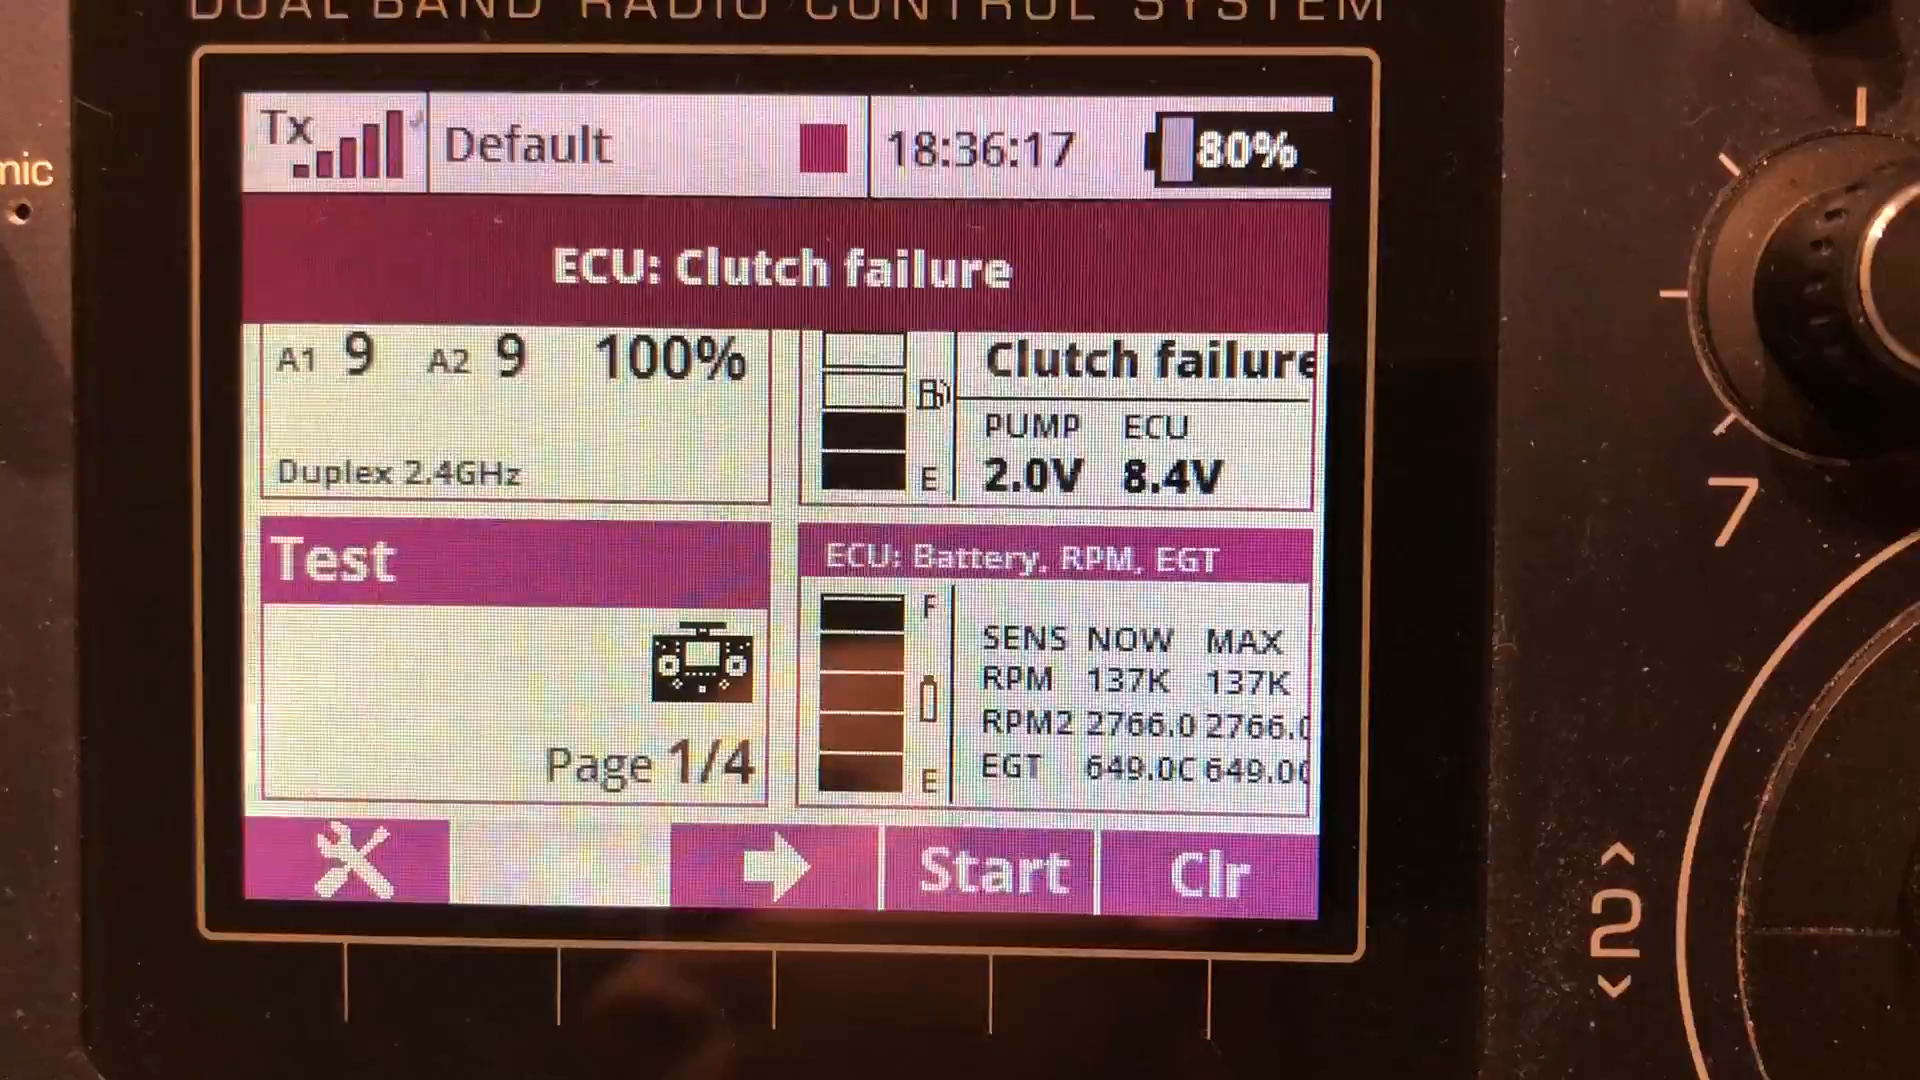 DUAL BAND RADIO CONTROL SYSTEM
mic
Tx Default 18:36:17 80%
ECU: Clutch failure
A1 9 A2 9 100%
Duplex 2.4GHz
Clutch failure
PUMP ECU
E 2.0V 8.4V
Test
Page 1/4
ECU: Battery, RPM, EGT
F
SENS NOW MAX
RPM 137K 137K
RPM2 2766.0 2766.0
EGT 649.0C 649.0C
E
Start Clr
7
<2>